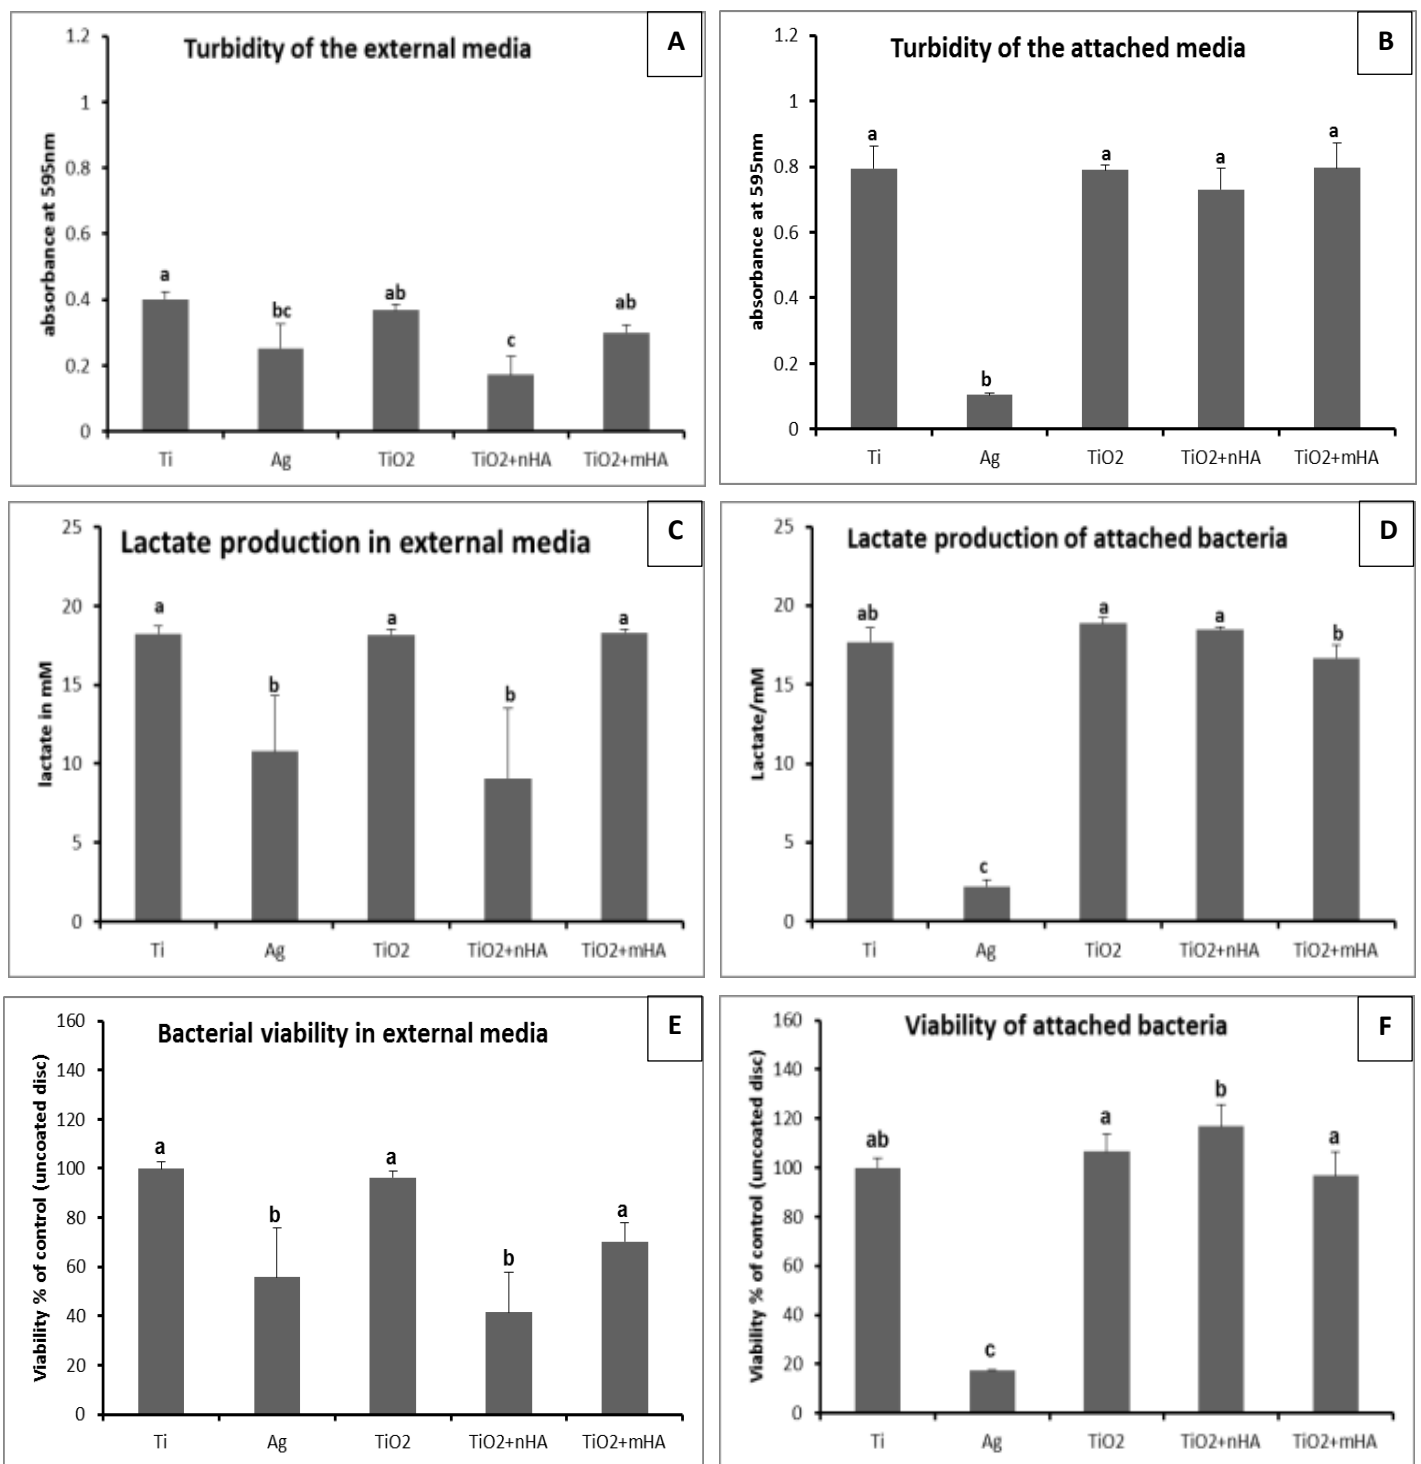 Turbidity of the external media
A
absorbance at 595nm
1.2
1
0.8
0.6
0.4
0.2
0
a
bc
ab
c
ab
Ti Ag TiO2 TiO2+nHA TiO2+mHA
Turbidity of the attached media
B
absorbance at 595nm
1.2
1
0.8
0.6
0.4
0.2
0
a
b
a
a
a
Ti Ag TiO2 TiO2+nHA TiO2+mHA
Lactate production in external media
C
lactate in mM
25
20
15
10
5
0
a
b
a
b
a
Ti Ag TiO2 TiO2+nHA TiO2+mHA
Lactate production of attached bacteria
D
Lactate/mM
25
20
15
10
5
0
ab
c
a
a
b
Ti Ag TiO2 TiO2+nHA TiO2+mHA
Bacterial viability in external media
E
Viability % of control (uncoated disc)
160
140
120
100
80
60
40
20
0
a
b
a
b
a
Ti Ag TiO2 TiO2+nHA TiO2+mHA
Viability of attached bacteria
F
Viability % of control (uncoated disc)
160
140
120
100
80
60
40
20
0
ab
c
a
b
a
Ti Ag TiO2 TiO2+nHA TiO2+mHA